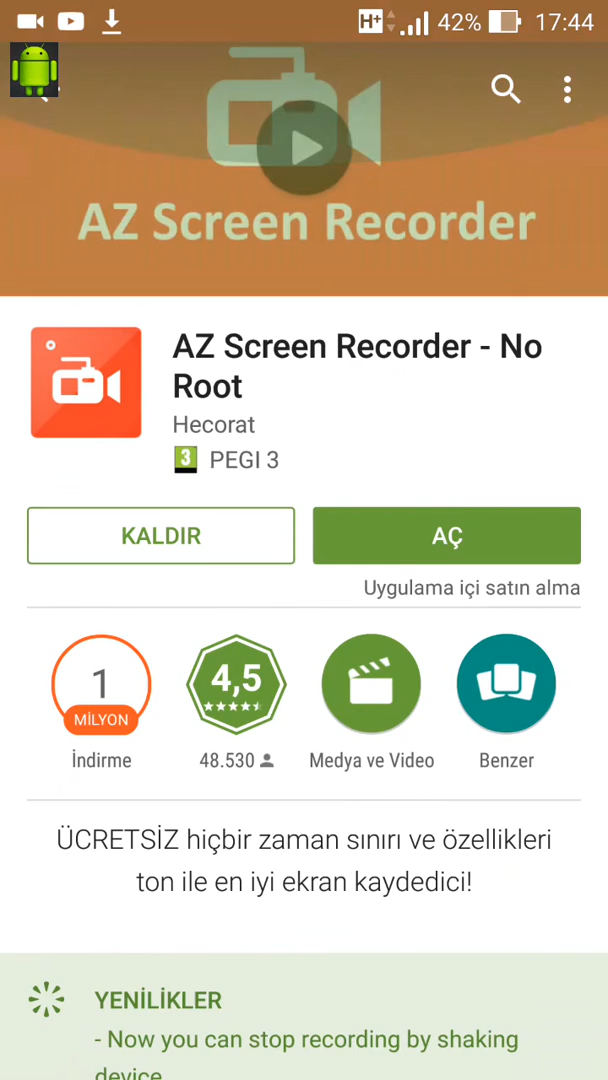 H+ 42% 17:44
AZ Screen Recorder
AZ Screen Recorder - No
Root
Hecorat
3 PEGI 3
KALDIR AÇ
Uygulama içi satın alma
1 4,5
MİLYON
İndirme 48.530 Medya ve Video Benzer
ÜCRETSİZ hiçbir zaman sınırı ve özellikleri
ton ile en iyi ekran kaydedici!
YENİLİKLER
- Now you can stop recording by shaking
device